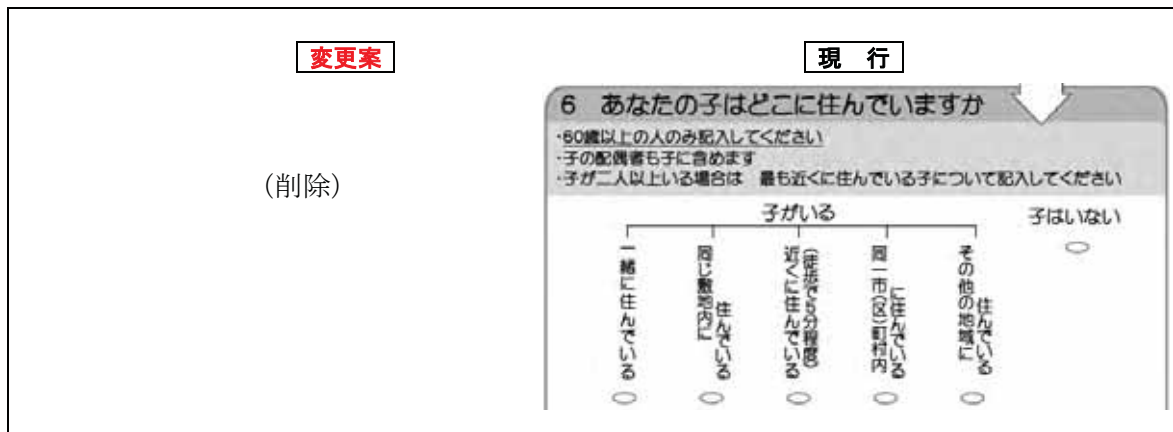 変更案
現 行
(削除)
6 あなたの子はどこに住んでいますか
・60歳以上の人のみ記入してください
・子の配偶者も子に含めます
・子が二人以上いる場合は 最も近くに住んでいる子について記入してください
子がいる
子はいない
一緒に住んでいる
同じ敷地内に
住んでいる
近くに住んでいる
(徒歩で5分程度)
同一市(区)町村内
に住んでいる
その他の地域に
住んでいる